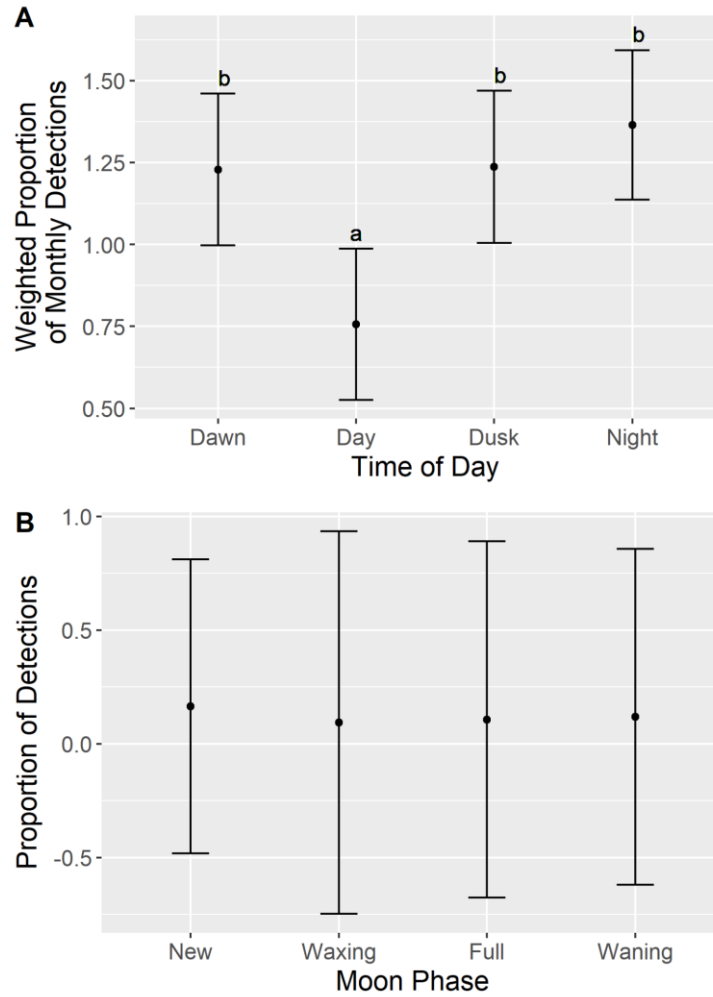 A
Weighted Proportion
of Monthly Detections
1.50
1.25
1.00
0.75
0.50
b
a
b
b
Dawn
Day
Dusk
Night
Time of Day
B
Proportion of Detections
1.0
0.5
0.0
-0.5
New
Waxing
Full
Waning
Moon Phase